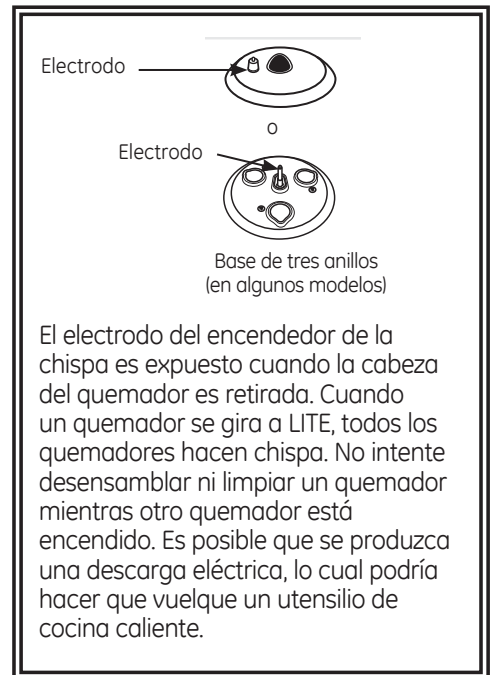 Electrodo
o
Electrodo
Base de tres anillos
(en algunos modelos)
El electrodo del encendedor de la
chispa es expuesto cuando la cabeza
del quemador es retirada. Cuando
un quemador se gira a LITE, todos los
quemadores hacen chispa. No intente
desensamblar ni limpiar un quemador
mientras otro quemador está
encendido. Es posible que se produzca
una descarga eléctrica, lo cual podría
hacer que vuelque un utensilio de
cocina caliente.